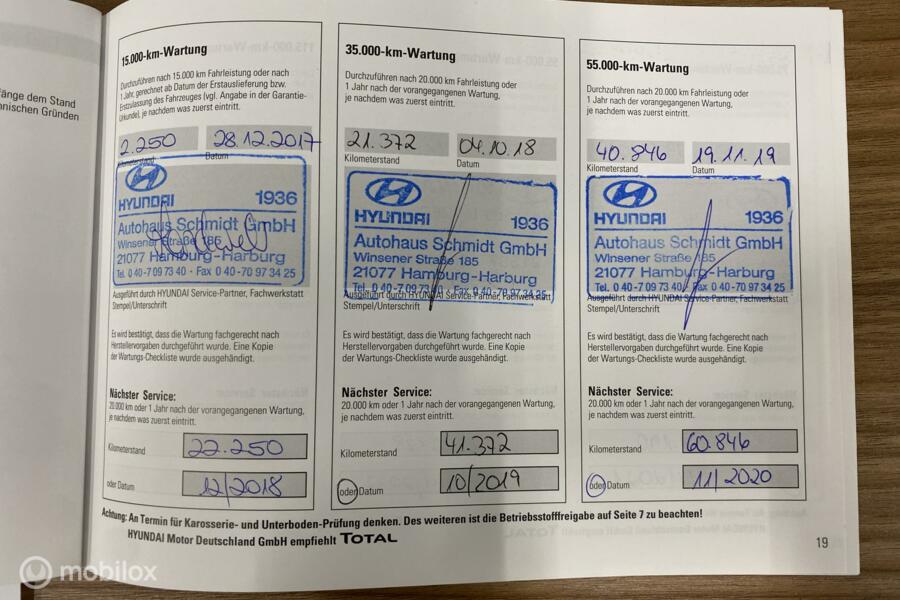 änge dem Stand
nischen Gründen
15.000-km-Wartung
Durchzuführen nach 15.000 km Fahrleistung oder nach
1 Jahr, gerechnet ab Datum der Erstauslieferung bzw.
Erstzulassung des Fahrzeuges (vgl. Angabe in der Garantie-
Urkunde), je nachdem was zuerst eintritt.
2.250 28.12.2017
Kilometerstand Datum
HYUNDAI 1936
Autohaus Schmidt GmbH
Winsener Straße 185
21077 Hamburg-Harburg
Tel. 0 40-7 09 73 40 · Fax 0 40-70 97 34 25
Ausgeführt durch HYUNDAI Service-Partner, Fachwerkstatt
Stempel/Unterschrift
Es wird bestätigt, dass die Wartung fachgerecht nach
Herstellervorgaben durchgeführt wurde. Eine Kopie
der Wartungs-Checkliste wurde ausgehändigt.
Nächster Service:
20.000 km oder 1 Jahr nach der vorangegangenen Wartung,
je nachdem was zuerst eintritt.
Kilometerstand 22.250
oder Datum 12/2018
35.000-km-Wartung
Durchzuführen nach 20.000 km Fahrleistung oder
1 Jahr nach der vorangegangenen Wartung,
je nachdem was zuerst eintritt.
21.372 04.10.18
Kilometerstand Datum
HYUNDAI 1936
Autohaus Schmidt GmbH
Winsener Straße 185
21077 Hamburg-Harburg
Tel. 0 40-7 09 73 40 · Fax 0 40-70 97 34 25
Ausgeführt durch HYUNDAI Service-Partner, Fachwerkstatt
Stempel/Unterschrift
Es wird bestätigt, dass die Wartung fachgerecht nach
Herstellervorgaben durchgeführt wurde. Eine Kopie
der Wartungs-Checkliste wurde ausgehändigt.
Nächster Service:
20.000 km oder 1 Jahr nach der vorangegangenen Wartung,
je nachdem was zuerst eintritt.
Kilometerstand 41.372
oder Datum 10/2019
55.000-km-Wartung
Durchzuführen nach 20.000 km Fahrleistung oder
1 Jahr nach der vorangegangenen Wartung,
je nachdem was zuerst eintritt.
40.846 19.11.19
Kilometerstand Datum
HYUNDAI 1936
Autohaus Schmidt GmbH
Winsener Straße 185
21077 Hamburg-Harburg
Tel. 0 40-7 09 73 40 · Fax 0 40-70 97 34 25
Ausgeführt durch HYUNDAI Service-Partner, Fachwerkstatt
Stempel/Unterschrift
Es wird bestätigt, dass die Wartung fachgerecht nach
Herstellervorgaben durchgeführt wurde. Eine Kopie
der Wartungs-Checkliste wurde ausgehändigt.
Nächster Service:
20.000 km oder 1 Jahr nach der vorangegangenen Wartung,
je nachdem was zuerst eintritt.
Kilometerstand 60.846
oder Datum 11/2020
Achtung: An Termin für Karosserie- und Unterboden-Prüfung denken. Des weiteren ist die Betriebsstofffreigabe auf Seite 7 zu beachten!
HYUNDAI Motor Deutschland GmbH empfiehlt TOTAL
19
mobilox